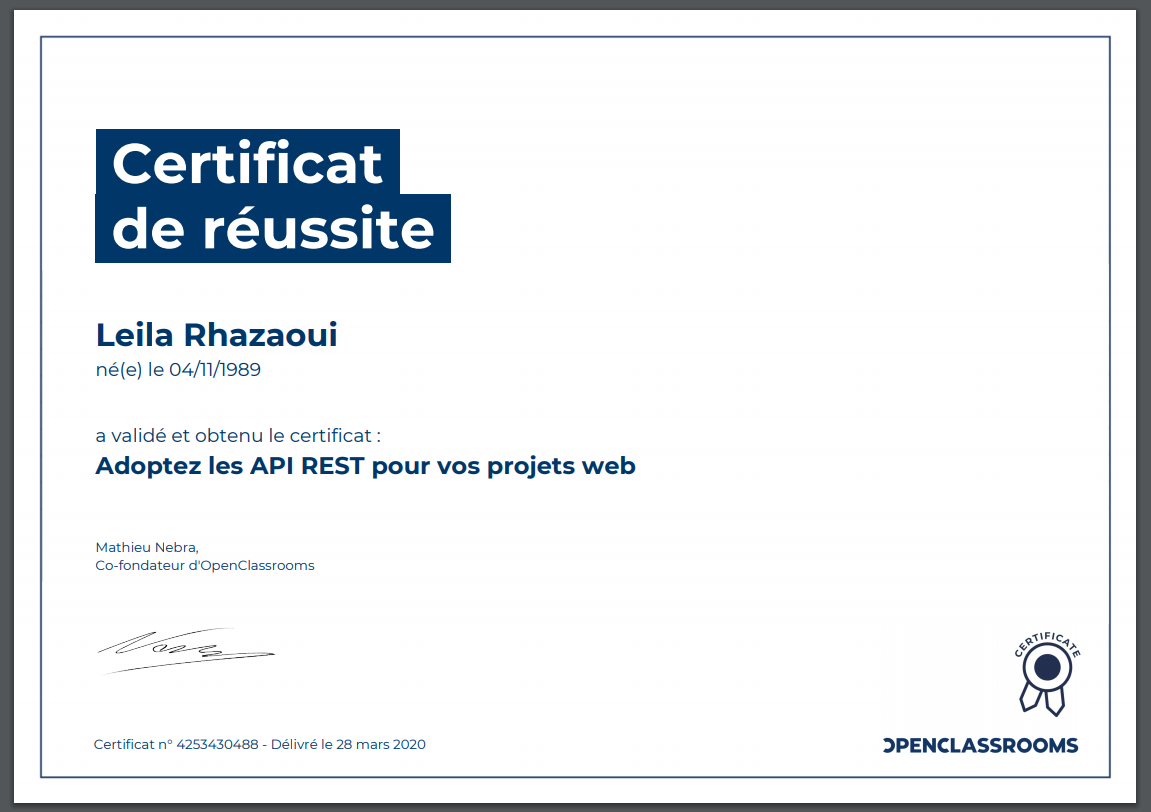 Certificat
de réussite
Leila Rhazaoui
né(e) le 04/11/1989
a validé et obtenu le certificat :
Adoptez les API REST pour vos projets web
Mathieu Nebra,
Co-fondateur d'OpenClassrooms
CERTIFICATE
Certificat n° 4253430488 - Délivré le 28 mars 2020
OPENCLASSROOMS